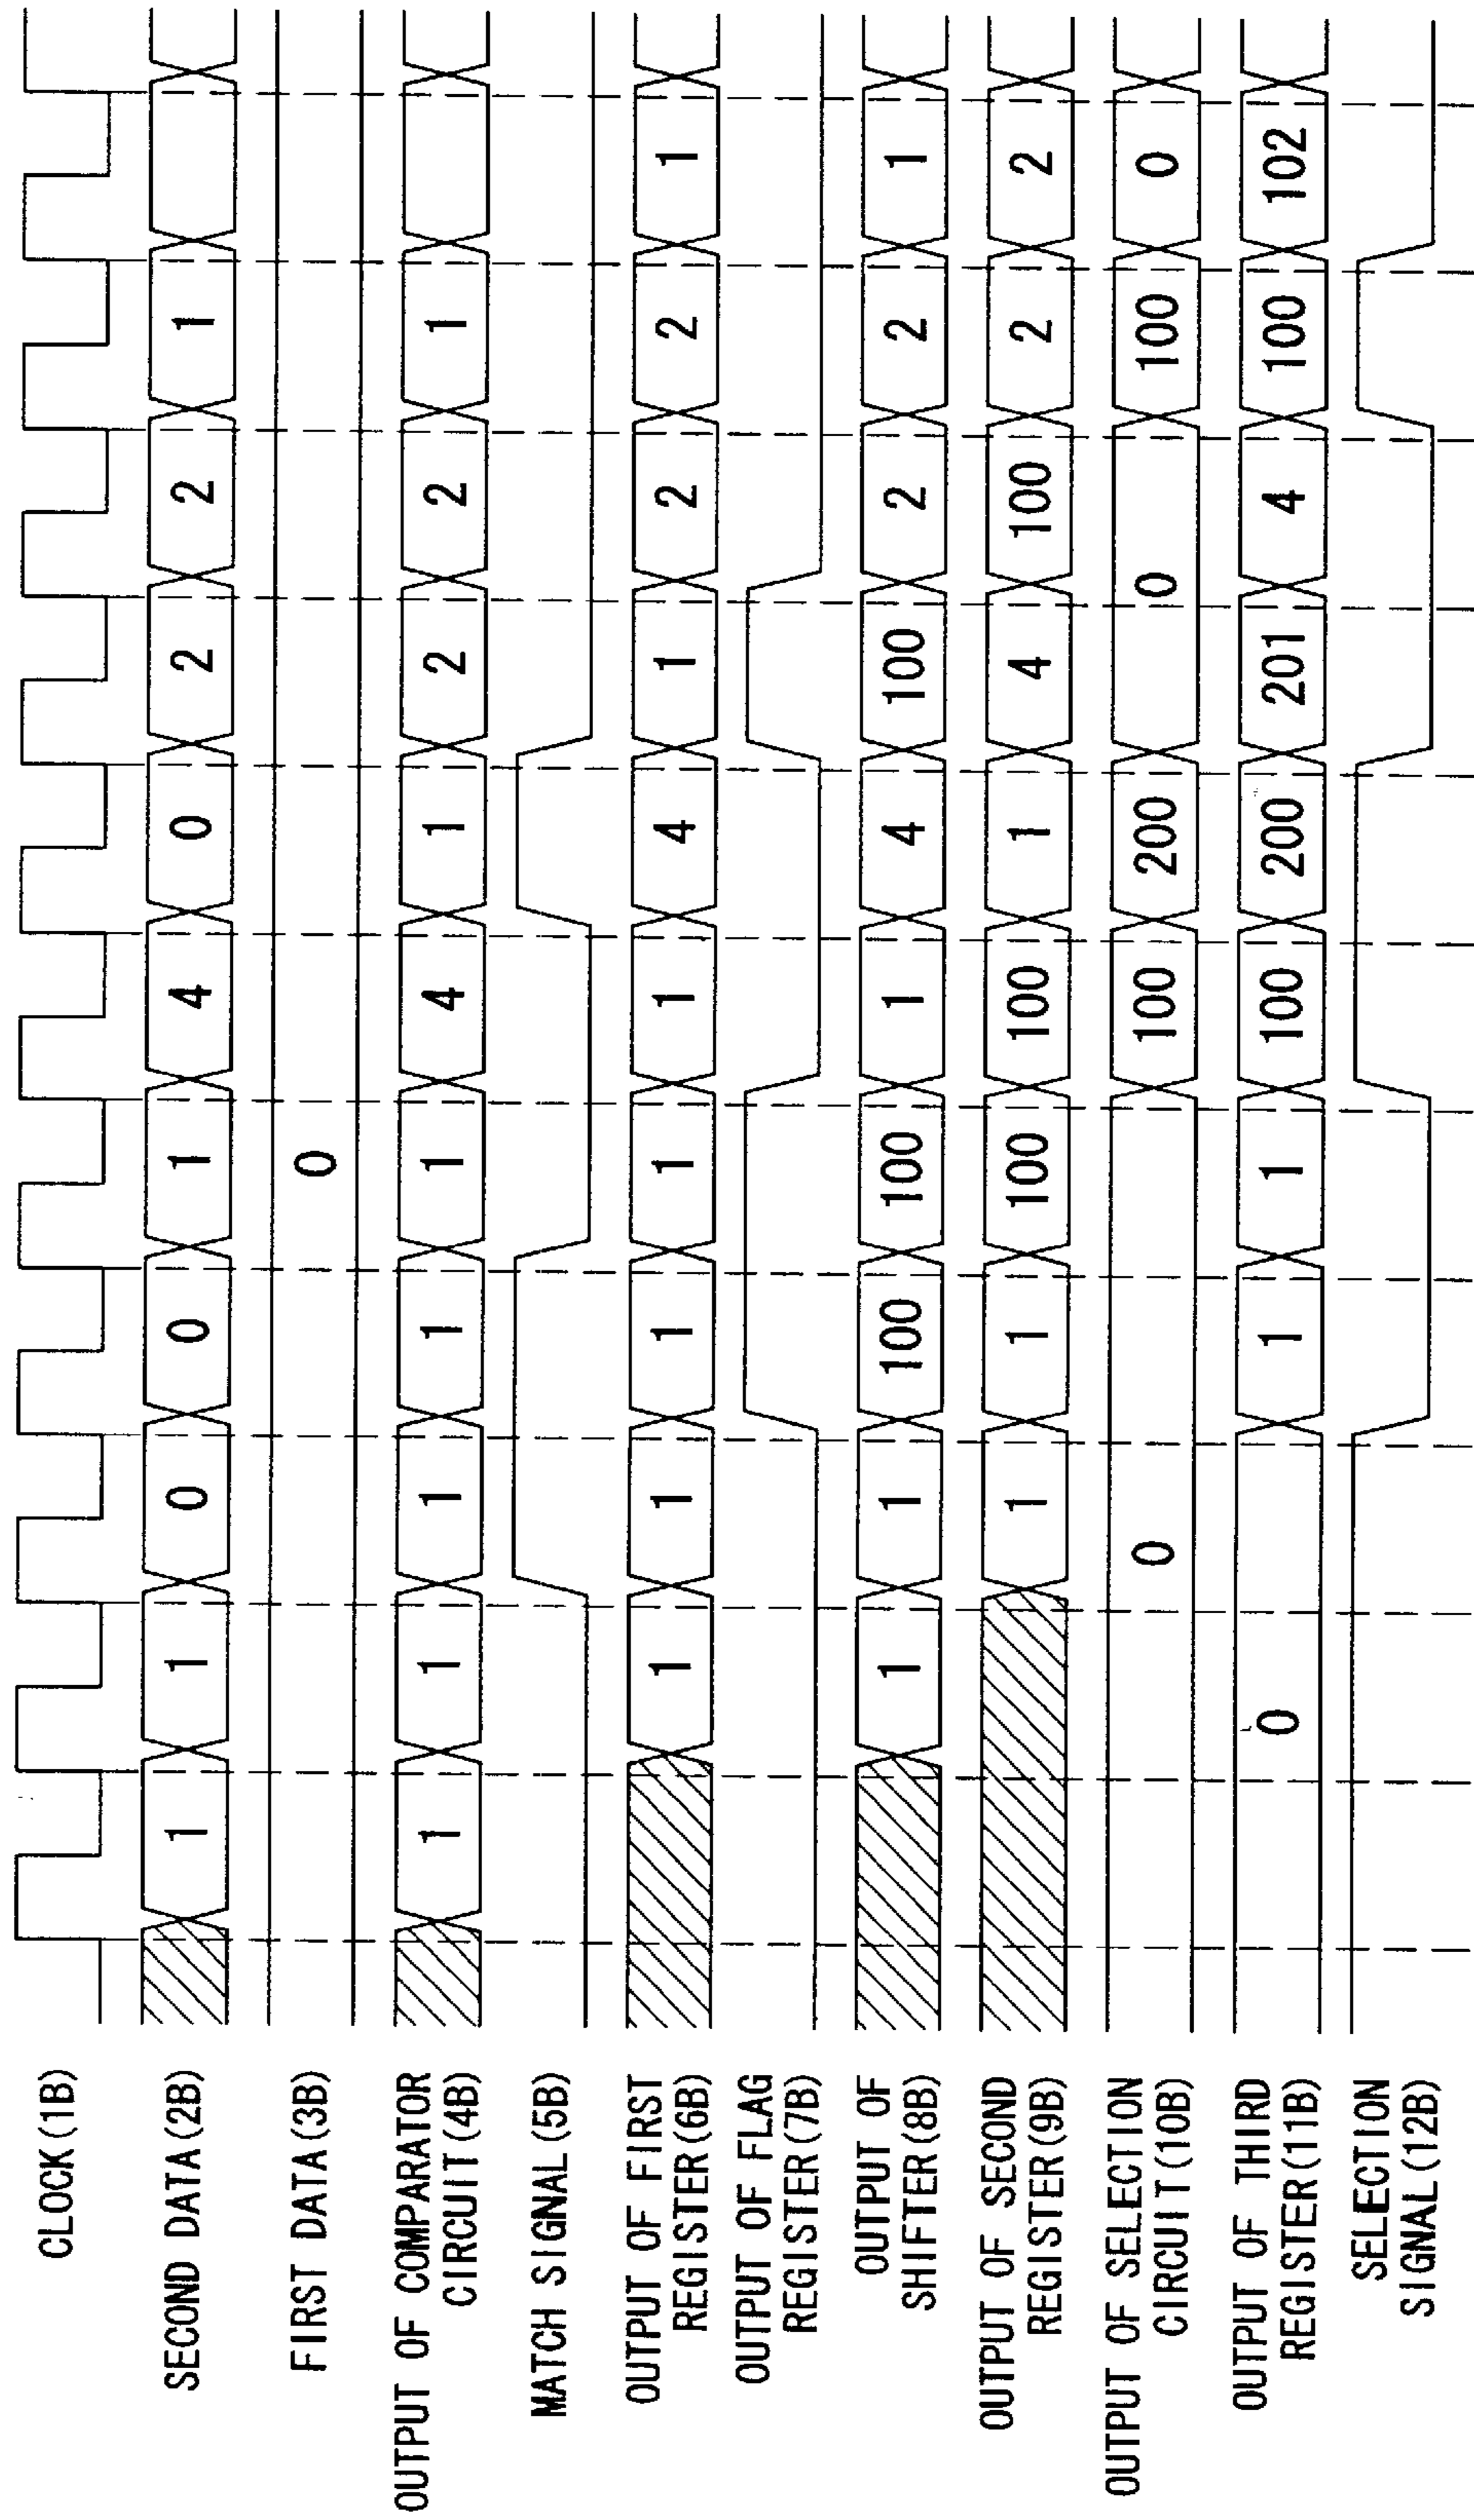 CLOCK(1B)
SECOND DATA(2B)
1 1 0 0 1 4 0 2 2 1
FIRST DATA(3B)
0
OUTPUT OF COMPARATOR
CIRCUIT(4B)
1 1 1 1 1 4 1 2 2 1
MATCH SIGNAL(5B)
OUTPUT OF FIRST
REGISTER(6B)
1 1 1 1 1 4 1 2 2 1
OUTPUT OF FLAG
REGISTER(7B)
OUTPUT OF
SHIFTER(8B)
1 1 100 100 1 4 100 2 2 1
OUTPUT OF SECOND
REGISTER(9B)
1 1 100 100 1 4 100 2 2
OUTPUT OF SELECTION
CIRCUIT(10B)
0 100 200 0 100 0
OUTPUT OF THIRD
REGISTER(11B)
0 1 1 100 200 201 4 100 102
SELECTION
SIGNAL(12B)